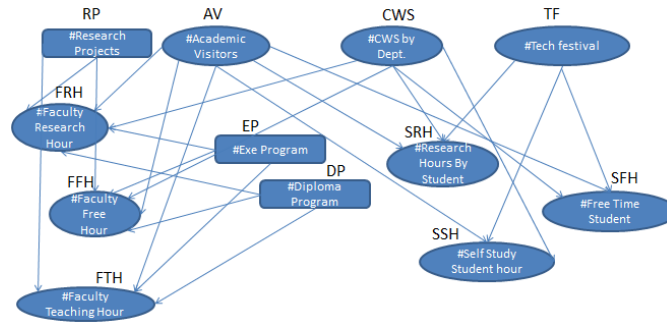 RP
AV
CWS
TF
#Research
Projects
#Academic
Visitors
#CWS by
Dept.
#Tech festival
FRH
#Faculty
Research
Hour
EP
#Exe Program
SRH
#Research
Hours By
Student
DP
#Diploma
Program
FFH
#Faculty
Free
Hour
SFH
#Free Time
Student
SSH
#Self Study
Student hour
FTH
#Faculty
Teaching Hour